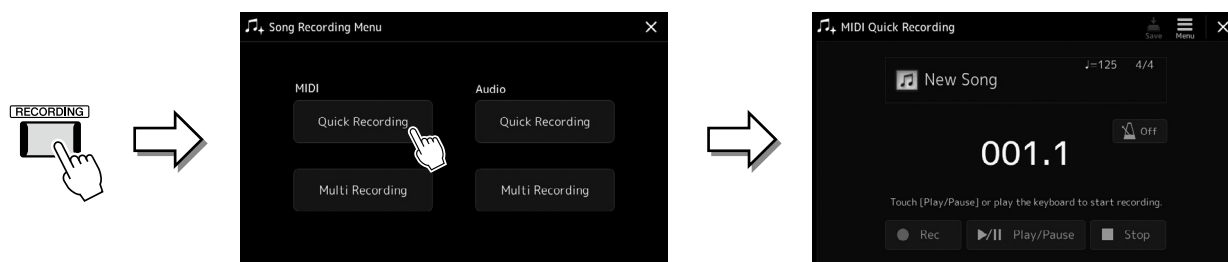 RECORDING
Song Recording Menu
MIDI
Audio
Quick Recording
Quick Recording
Multi Recording
Multi Recording
MIDI Quick Recording
Save
Menu
New Song
♩=125 4/4
Off
001.1
Touch [Play/Pause] or play the keyboard to start recording.
Rec
Play/Pause
Stop